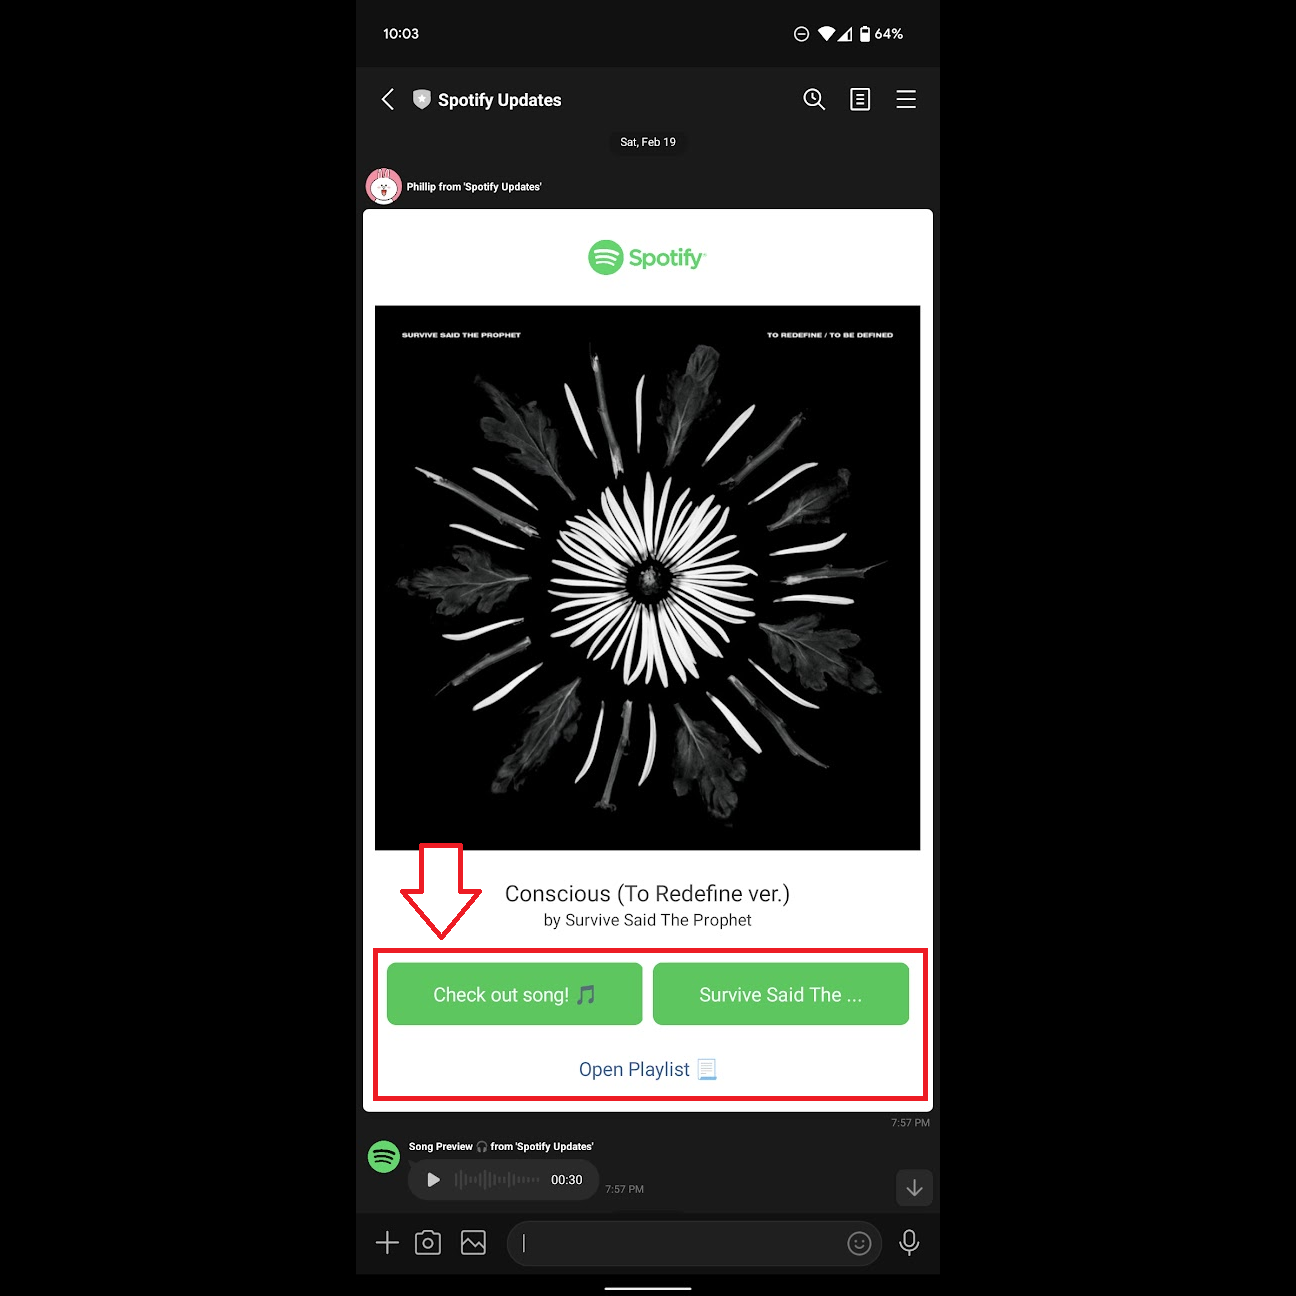 10:03
64%
Spotify Updates
Sat, Feb 19
Phillip from 'Spotify Updates'
Spotify
SURVIVE SAID THE PROPHET
TO REDEFINE / TO BE DEFINED
Conscious (To Redefine ver.)
by Survive Said The Prophet
Check out song! 🎵
Survive Said The ...
Open Playlist 📃
7:57 PM
Song Preview 🎧 from 'Spotify Updates'
00:30
7:57 PM